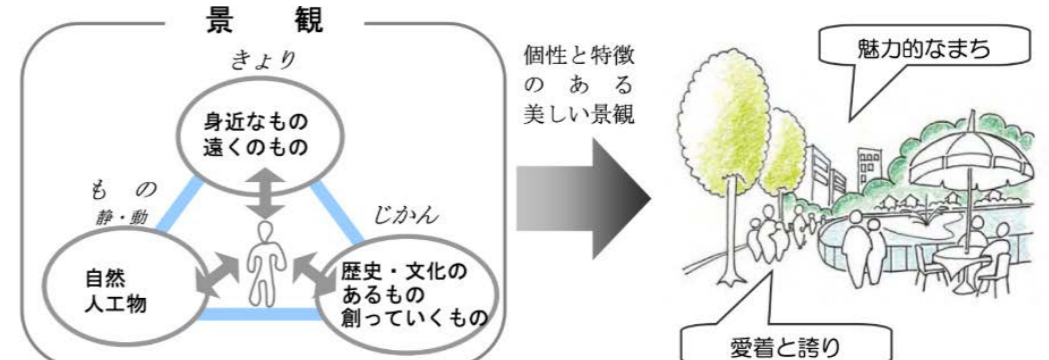 景 観
きょり
身近なもの
遠くのもの
も の
静・動
自然
人工物
じかん
歴史・文化の
あるもの
創っていくもの
個性と特徴
の あ る
美しい景観
魅力的なまち
愛着と誇り